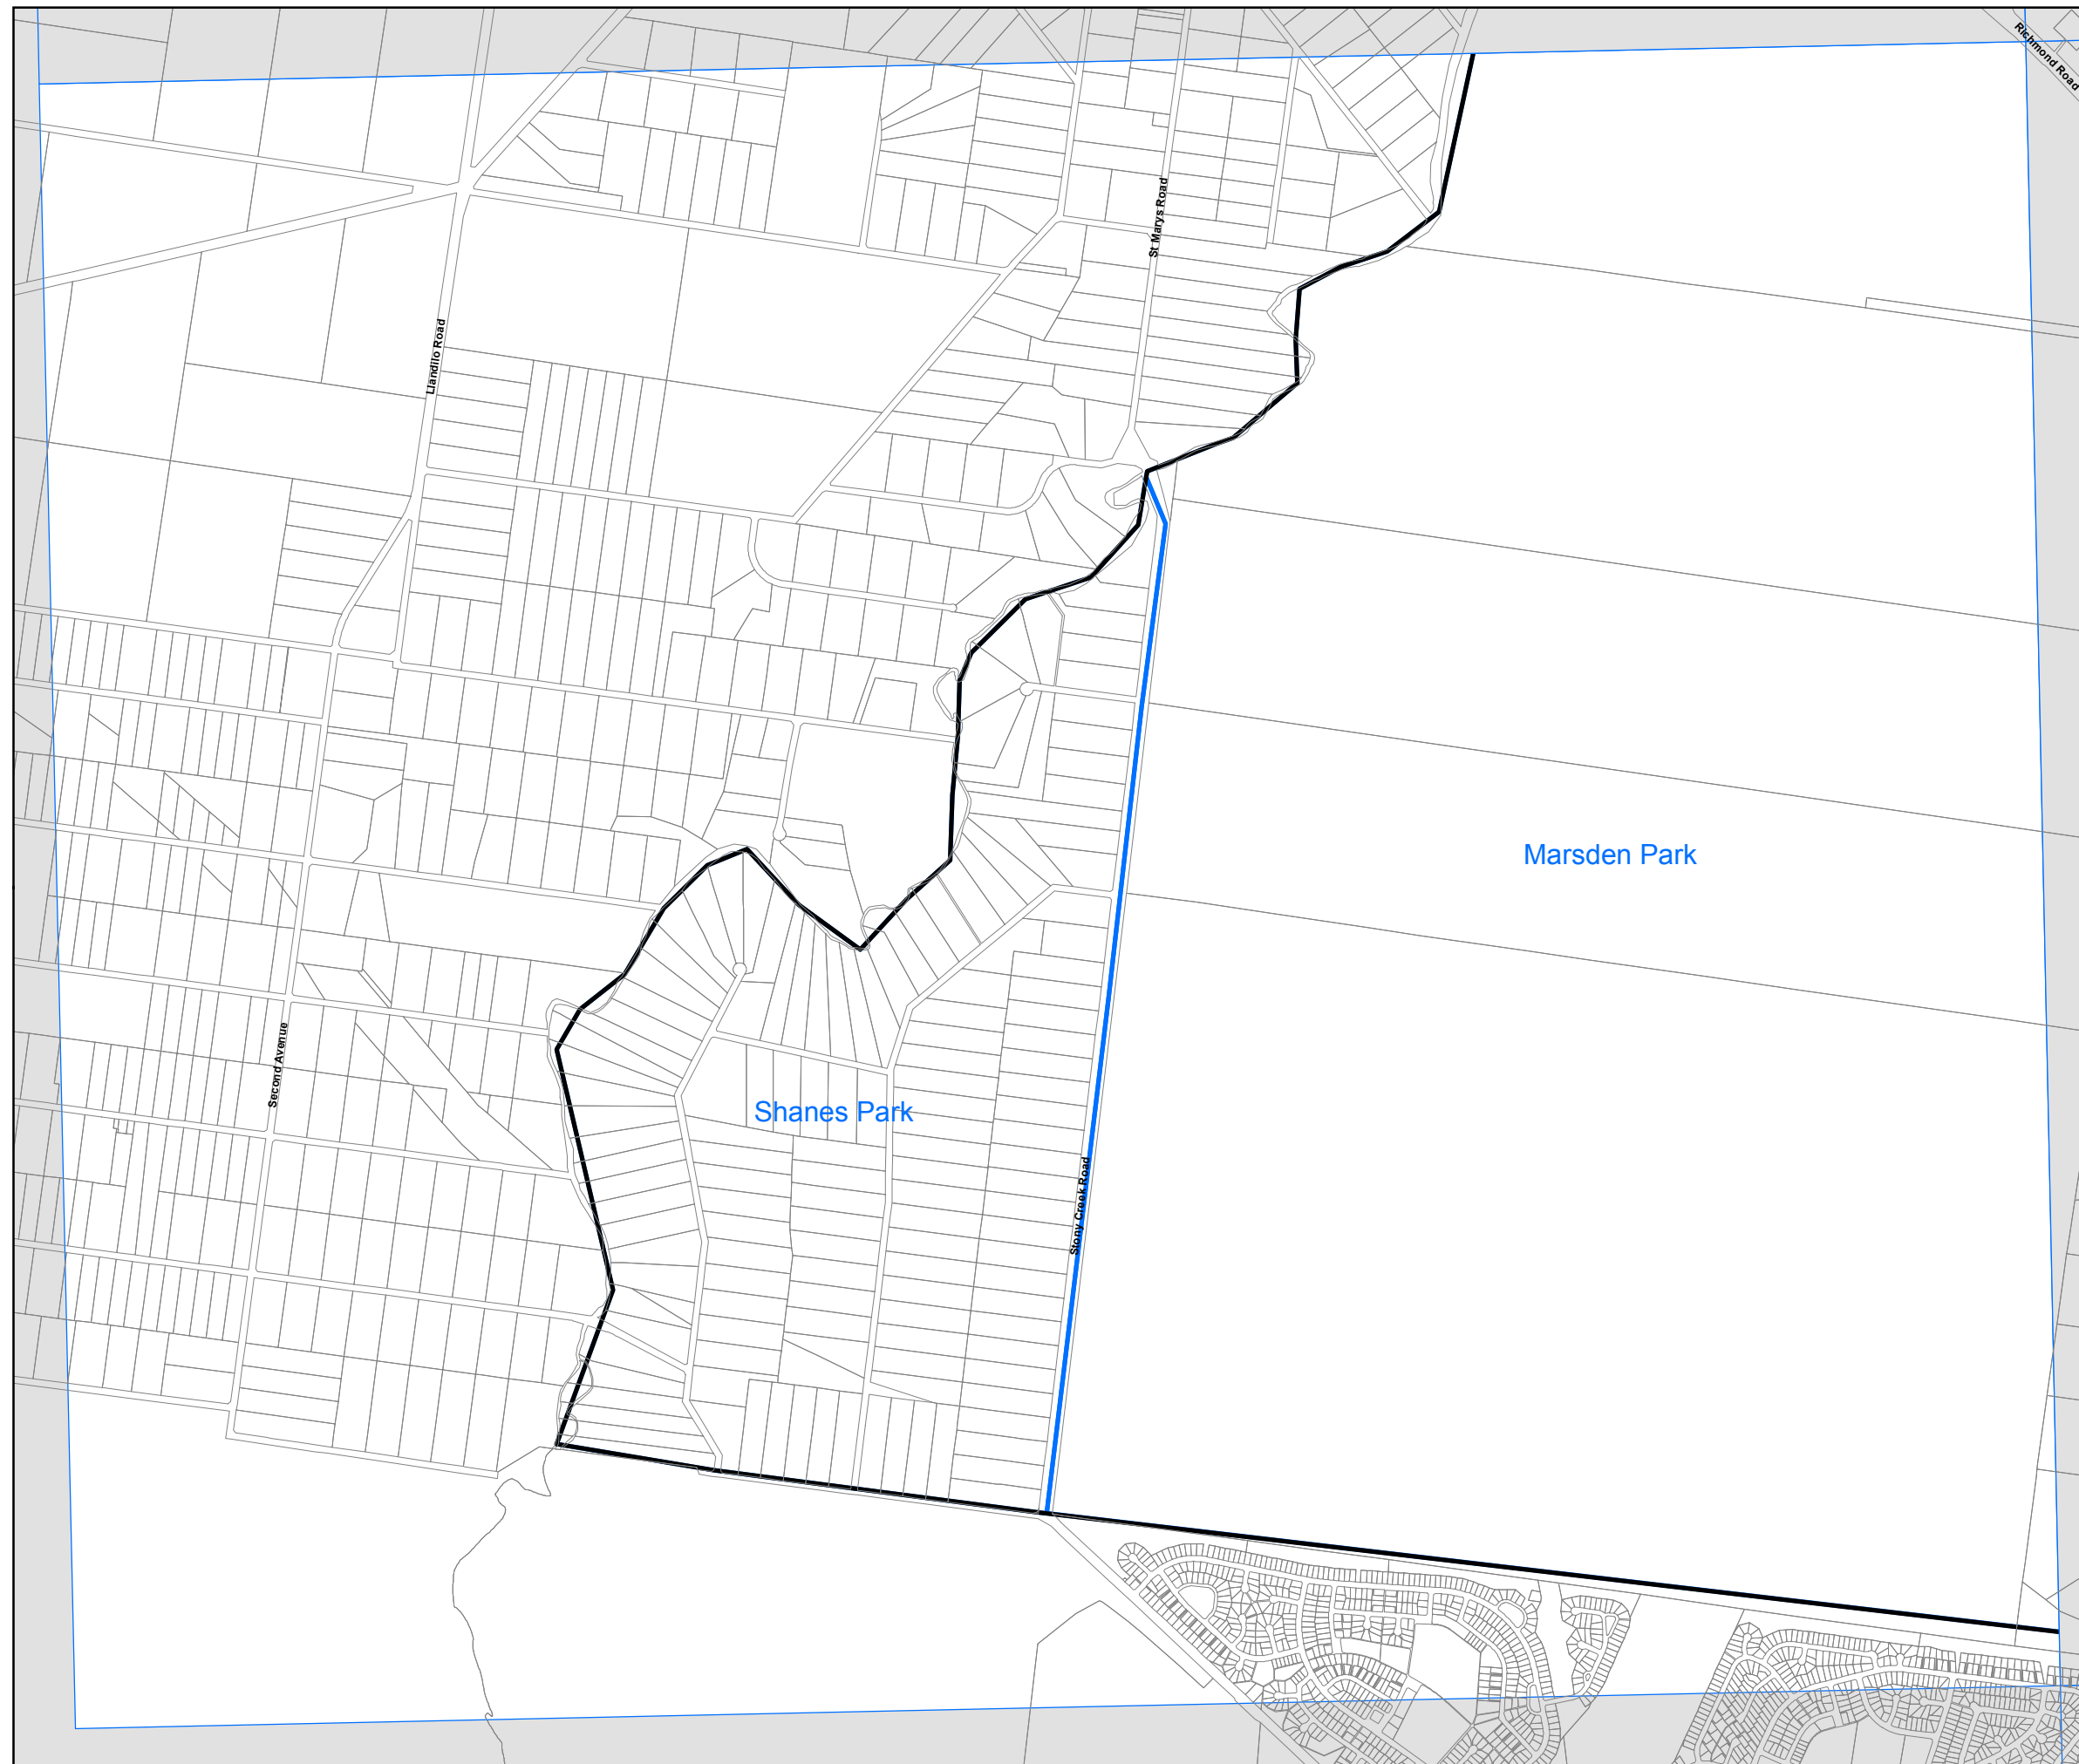 Richmond Road
St Marys Road
Llandilo Road
Marsden Park
Second Avenue
Shanes Park
Stony Creek Road